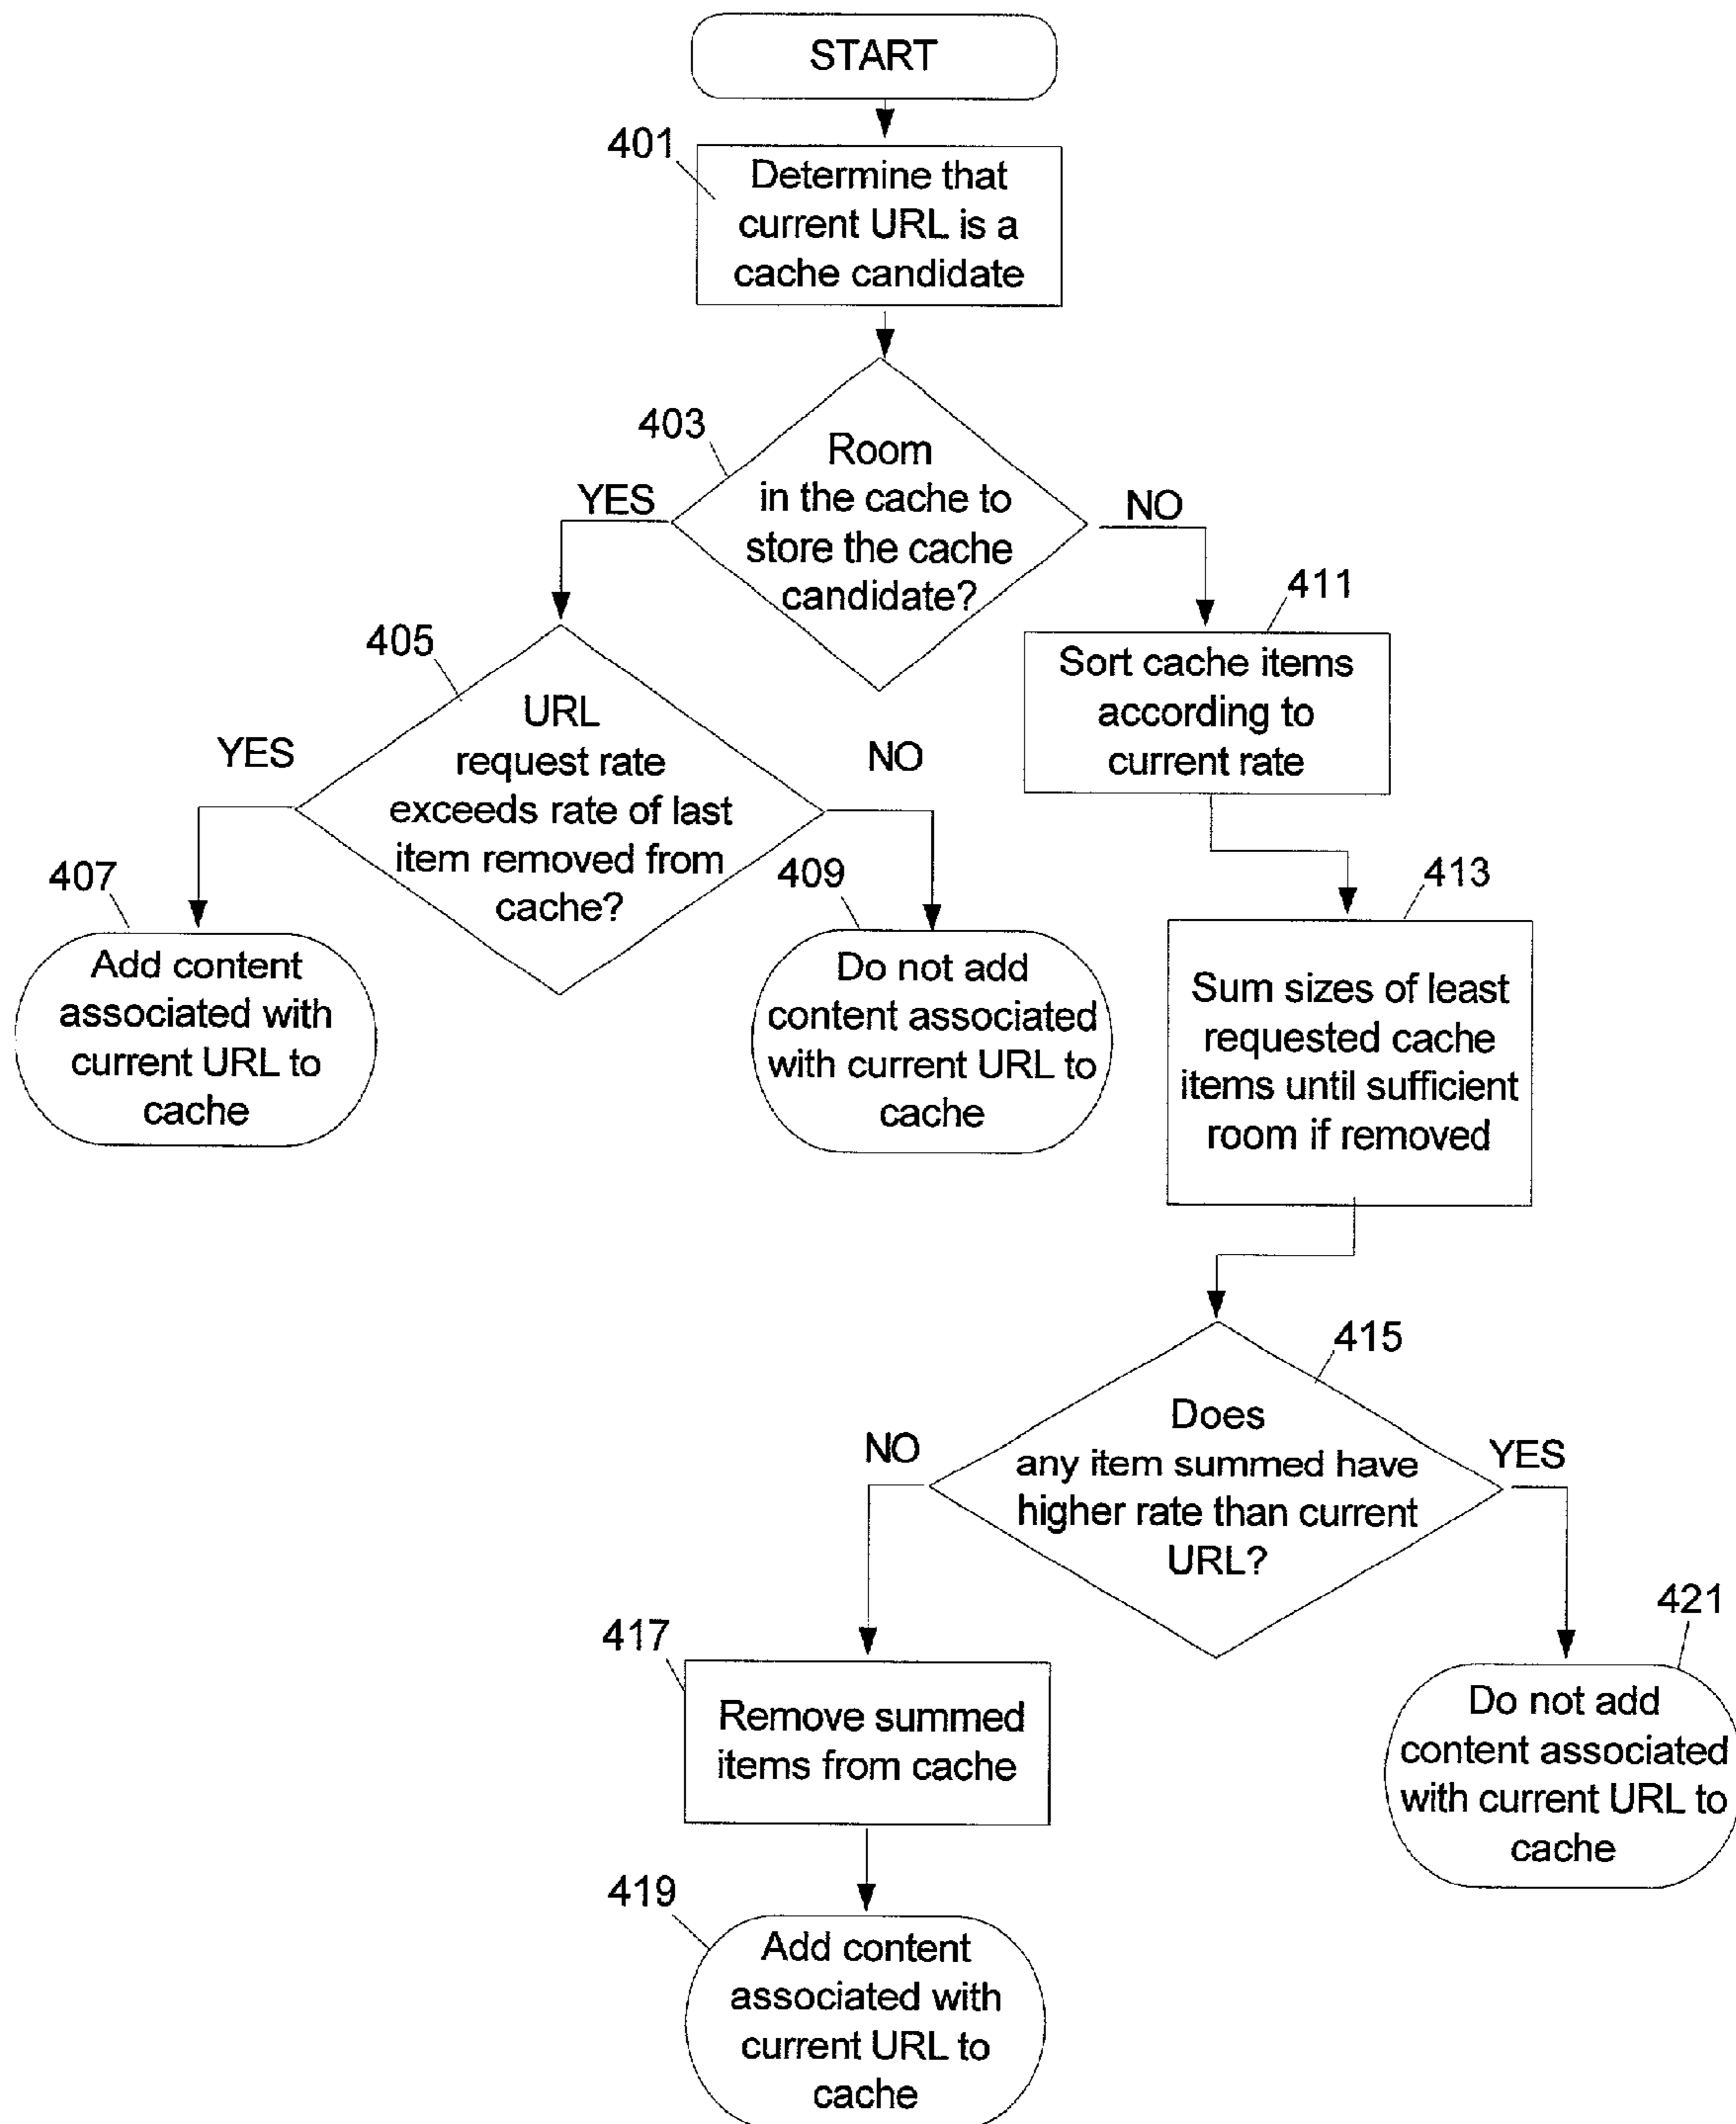 START
401
Determine that
current URL is a
cache candidate
403
Room
in the cache to
store the cache
candidate?
YES
NO
405
URL
request rate
exceeds rate of last
item removed from
cache?
YES
NO
411
Sort cache items
according to
current rate
407
Add content
associated with
current URL to
cache
409
Do not add
content associated
with current URL to
cache
413
Sum sizes of least
requested cache
items until sufficient
room if removed
415
Does
any item summed have
higher rate than current
URL?
NO
YES
417
Remove summed
items from cache
421
Do not add
content associated
with current URL to
cache
419
Add content
associated with
current URL to
cache